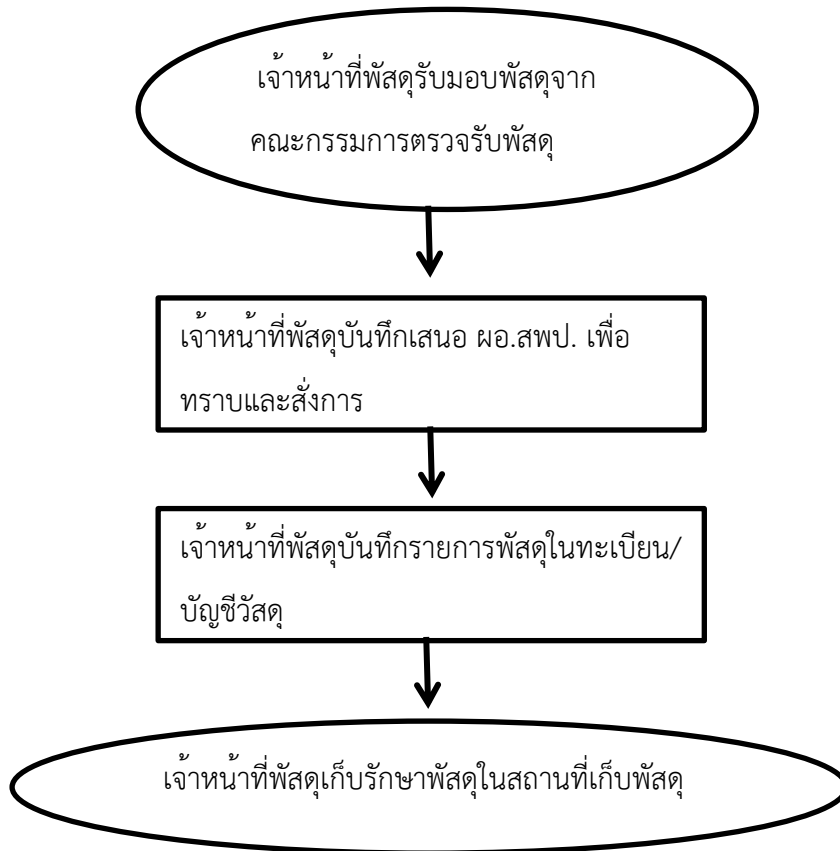 เจ้าหน้าที่พัสดุรับมอบพัสดุจาก
คณะกรรมการตรวจรับพัสดุ
เจ้าหน้าที่พัสดุบันทึกเสนอ ผอ.สพป. เพื่อ
ทราบและสั่งการ
เจ้าหน้าที่พัสดุบันทึกรายการพัสดุในทะเบียน/
บัญชีวัสดุ
เจ้าหน้าที่พัสดุเก็บรักษาพัสดุในสถานที่เก็บพัสดุ